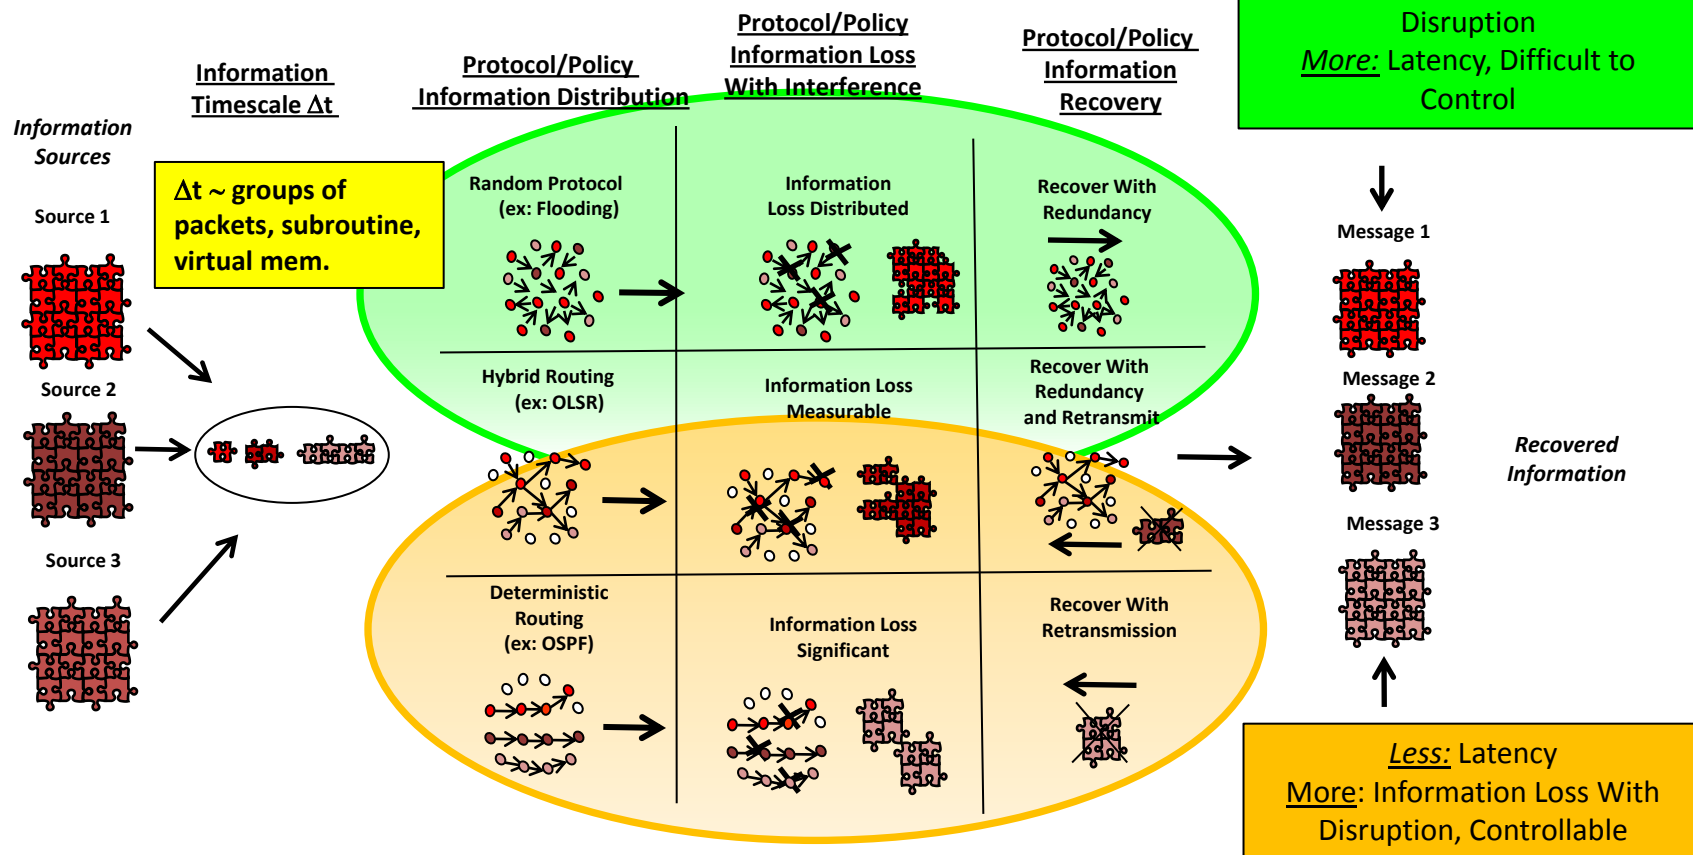 Information
Sources
Information
Timescale Δt
Protocol/Policy
Information Distribution
Protocol/Policy
Information Loss
With Interference
Protocol/Policy
Information
Recovery
Disruption
More: Latency, Difficult to
Control
Δt ~ groups of
packets, subroutine,
virtual mem.
Source 1
Source 2
Source 3
Random Protocol
(ex: Flooding)
Information
Loss Distributed
Recover With
Redundancy
Hybrid Routing
(ex: OLSR)
Information Loss
Measurable
Recover With
Redundancy
and Retransmit
Deterministic
Routing
(ex: OSPF)
Information Loss
Significant
Recover With
Retransmission
Message 1
Message 2
Message 3
Recovered
Information
Less: Latency
More: Information Loss With
Disruption, Controllable